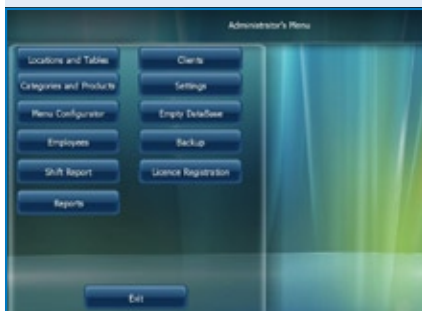 Administrator's Menu
Locations and Tables
Clients
Categories and Products
Settings
Menu Configurator
Empty DataBase
Employees
Backup
Shift Report
Licence Registration
Reports
Exit